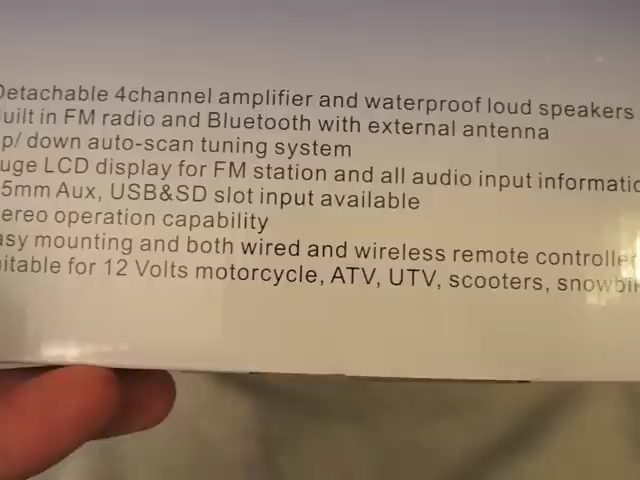 Detachable 4channel amplifier and waterproof loud speakers
uilt in FM radio and Bluetooth with external antenna
p/ down auto-scan tuning system
uge LCD display for FM station and all audio input informatio
5mm Aux, USB&SD slot input available
ereo operation capability
asy mounting and both wired and wireless remote controller
itable for 12 Volts motorcycle, ATV, UTV, scooters, snowbik